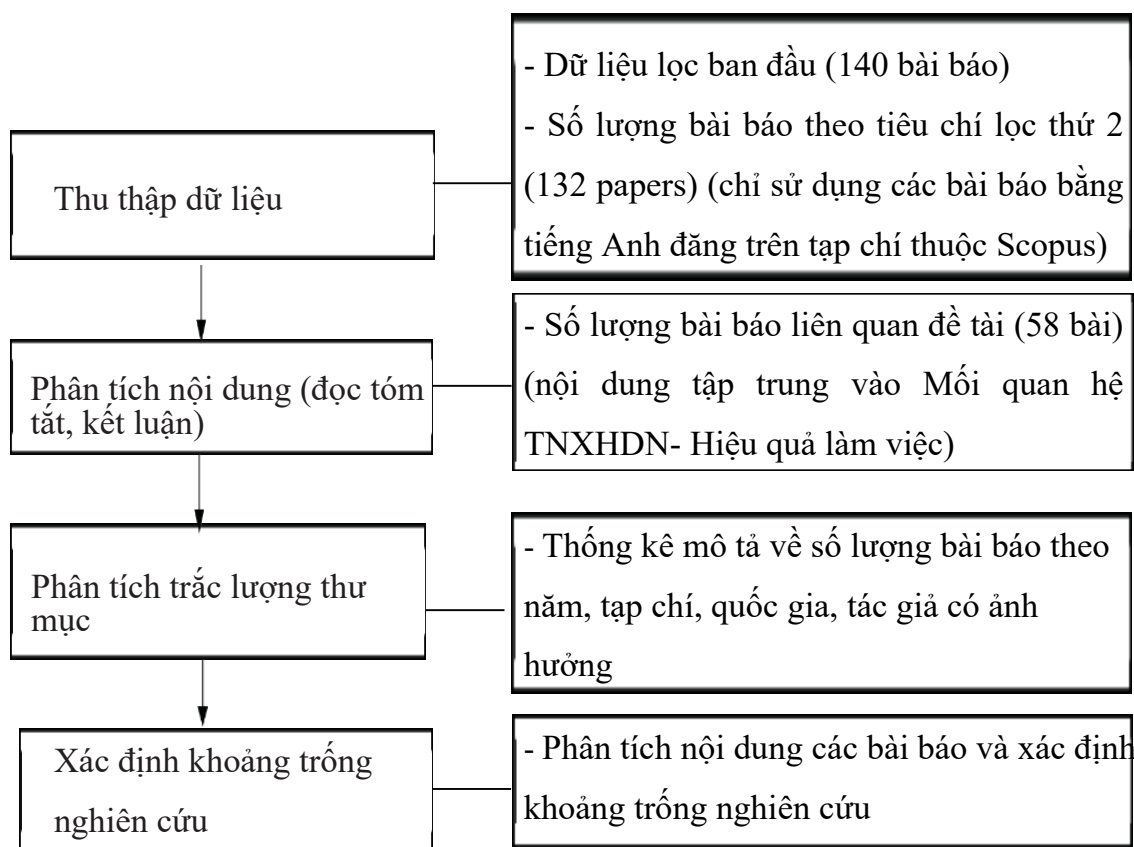 - Dữ liệu lọc ban đầu (140 bài báo)
- Số lượng bài báo theo tiêu chí lọc thứ 2
(132 papers) (chỉ sử dụng các bài báo bằng
tiếng Anh đăng trên tạp chí thuộc Scopus)
Thu thập dữ liệu
- Số lượng bài báo liên quan đề tài (58 bài)
(nội dung tập trung vào Mối quan hệ
TNXHDN- Hiệu quả làm việc)
Phân tích nội dung (đọc tóm
tắt, kết luận)
- Thống kê mô tả về số lượng bài báo theo
năm, tạp chí, quốc gia, tác giả có ảnh
hưởng
Phân tích trắc lượng thư
mục
- Phân tích nội dung các bài báo và xác định
khoảng trống nghiên cứu
Xác định khoảng trống
nghiên cứu